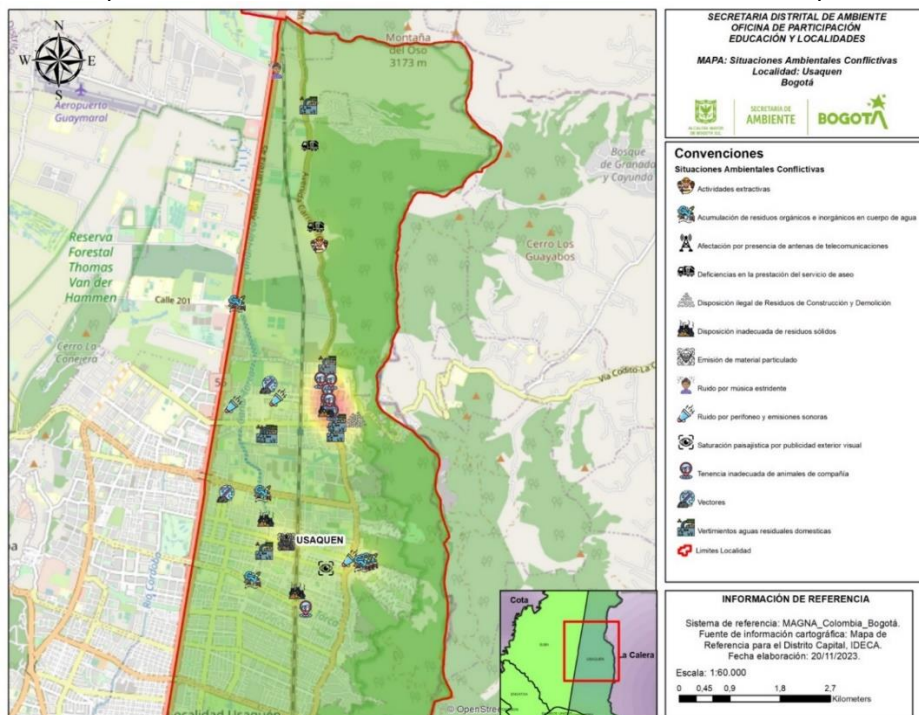 SECRETARIA DISTRITAL DE AMBIENTE
OFICINA DE PARTICIPACIÓN
EDUCACIÓN Y LOCALIDADES
MAPA: Situaciones Ambientales Conflictivas
Localidad: Usaquen
Bogotá
SECRETARÍA DE
AMBIENTE
BOGOTÁ
Convenciones
Situaciones Ambientales Conflictivas
Actividades extractivas
Acumulación de residuos orgánicos e inorgánicos en cuerpo de agua
Afectación por presencia de antenas de telecomunicaciones
Deficiencias en la prestación del servicio de aseo
Disposición ilegal de Residuos de Construcción y Demolición
Disposición inadecuada de residuos sólidos
Emisión de material particulado
Ruido por música estridente
Ruido por perifoneo y emisiones sonoras
Saturación paisajística por publicidad exterior visual
Tenencia inadecuada de animales de compañía
Vectores
Vertimientos aguas residuales domesticas
Limites Localidad
INFORMACIÓN DE REFERENCIA
Sistema de referencia: MAGNA_Colombia_Bogotá.
Fuente de información cartográfica: Mapa de
Referencia para el Distrito Capital, IDECA.
Fecha elaboración: 20/11/2023.
Escala: 1:60.000
0 0,45 0,9 1,8 2,7
Kilometers
N
W E
S
Montaña
del Oso
3173 m
Aeropuerto
Guaymaral
Bosque
de Granada
y Cayunda
Reserva
Forestal
Thomas
Van der
Hammen
Cerro Los
Guayabos
Calle 201
Cerro La
Conejera
55
USAQUEN
Torca
Localidad Usaquén
Cota
La Calera
© OpenStree